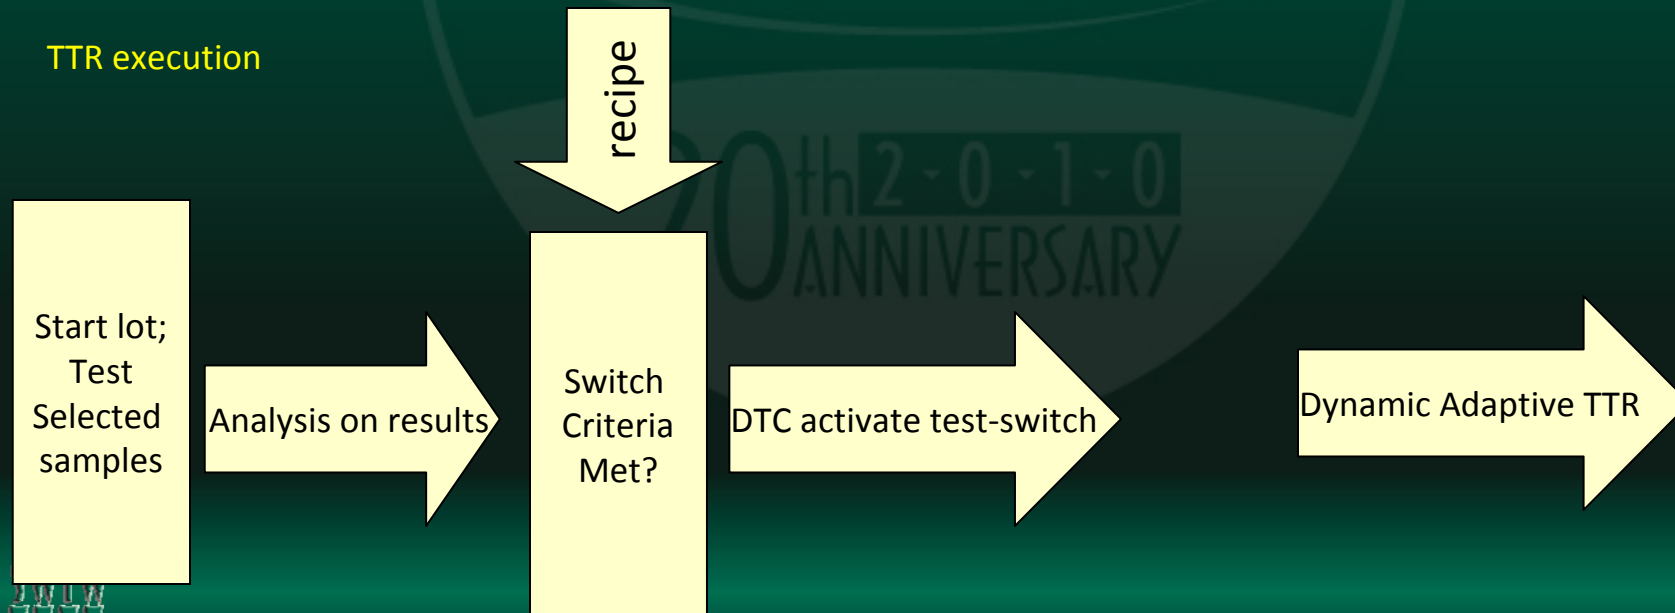 TTR execution
recipe
20th 2-0-1-0
ANNIVERSARY
Start lot;
Test
Selected
samples
Analysis on results
Switch
Criteria
Met?
DTC activate test-switch
Dynamic Adaptive TTR